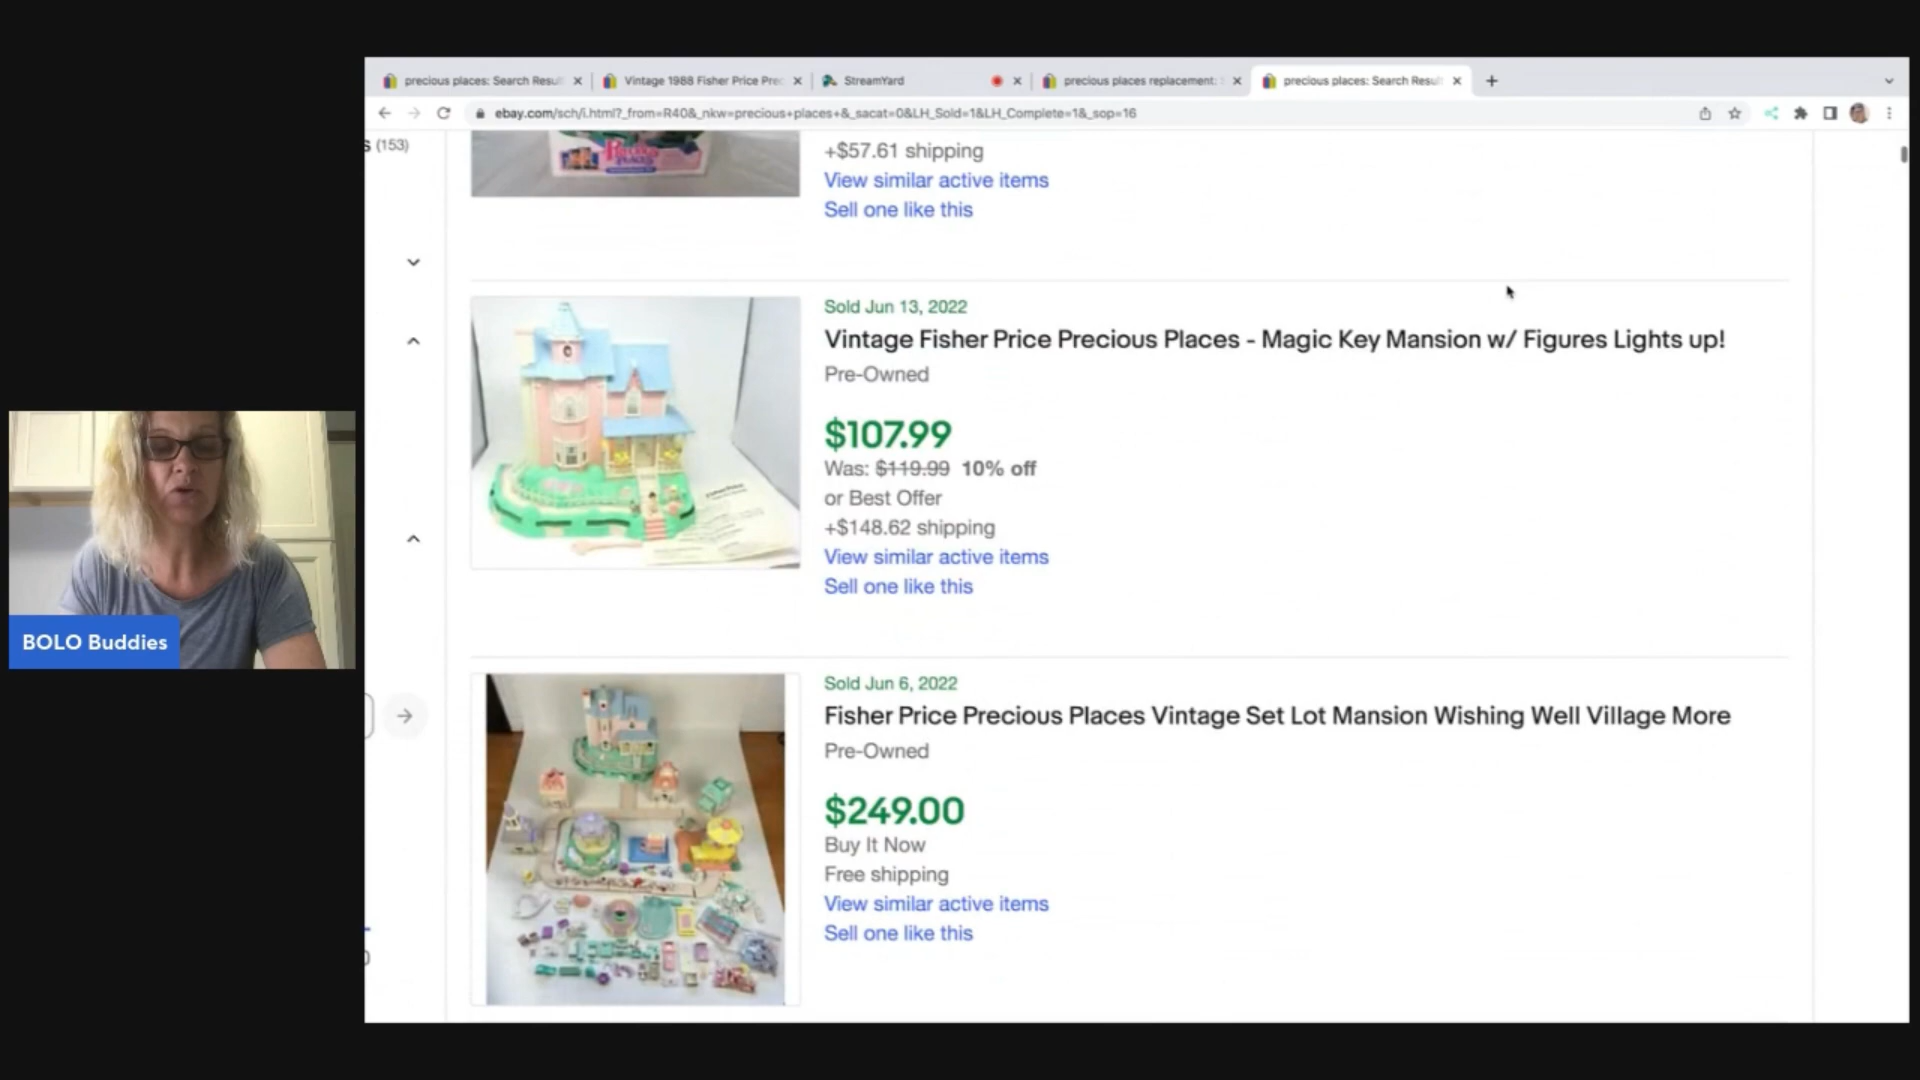 precious places: Search Resul
Vintage 1988 Fisher Price Prec
StreamYard
precious places replacement:
precious places: Search Resul
ebay.com/sch/i.html?_from=R40&_nkw=precious+places+&_sacat=0&LH_Sold=1&LH_Complete=1&_sop=16
s (153)
+$57.61 shipping
View similar active items
Sell one like this
Sold Jun 13, 2022
Vintage Fisher Price Precious Places - Magic Key Mansion w/ Figures Lights up!
Pre-Owned
$107.99
Was: $119.99 10% off
or Best Offer
+$148.62 shipping
View similar active items
Sell one like this
BOLO Buddies
Sold Jun 6, 2022
Fisher Price Precious Places Vintage Set Lot Mansion Wishing Well Village More
Pre-Owned
$249.00
Buy It Now
Free shipping
View similar active items
Sell one like this